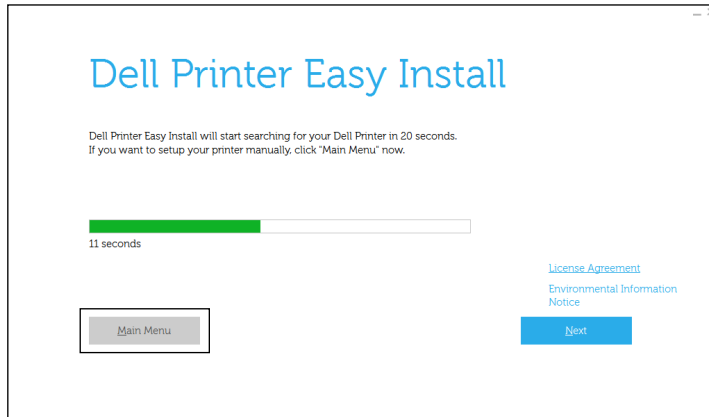 Dell Printer Easy Install
Dell Printer Easy Install will start searching for your Dell Printer in 20 seconds.
If you want to setup your printer manually, click "Main Menu" now.
11 seconds
License Agreement
Environmental Information
Notice
Main Menu
Next